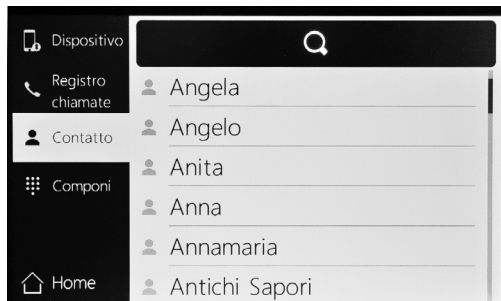 Dispositivo
Registro
chiamate
Contatto
Componi
Home
Angela
Angelo
Anita
Anna
Annamaria
Antichi Sapori